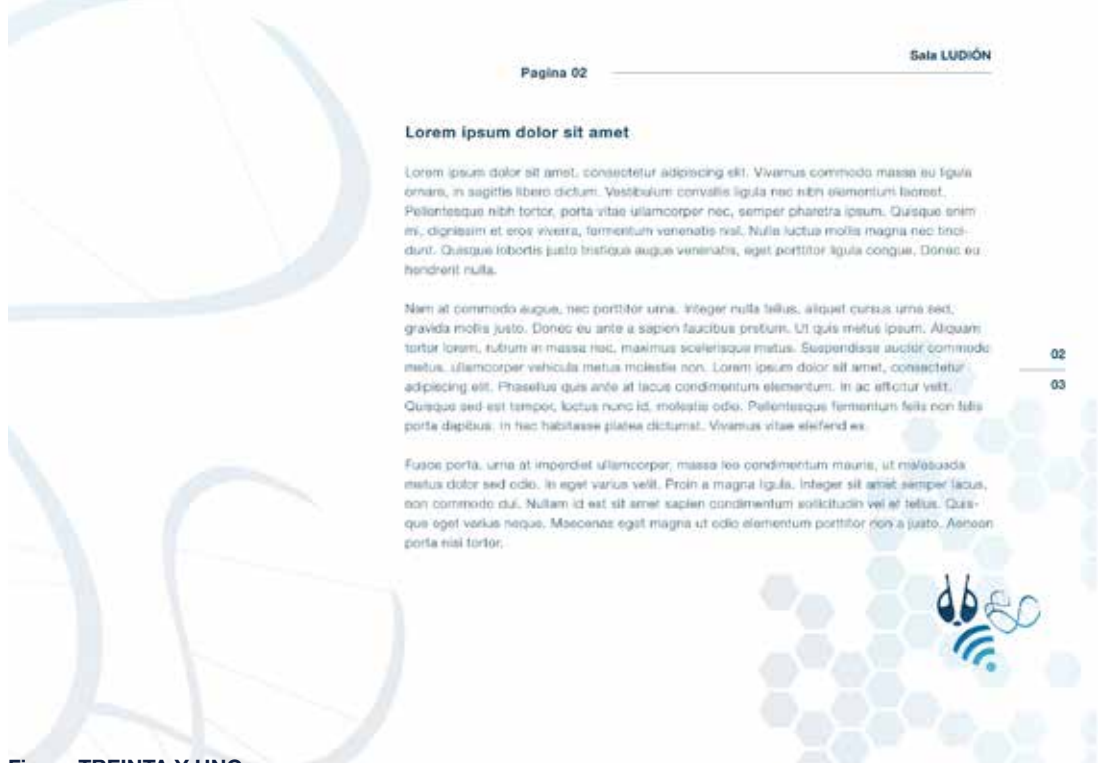 Sala LUDIÓN
Pagina 02
Lorem ipsum dolor sit amet
Lorem ipsum dolor sit amet, consectetur adipiscing elit. Vivamus commodo massa eu ligula
ornare, in sagittis libero dictum. Vestibulum convallis ligula nec nibh elementum laoreet.
Pellentesque nibh tortor, porta vitae ullamcorper nec, semper pharetra ipsum. Quisque enim
mi, dignissim et eros viverra, fermentum venenatis nisl. Nulla luctus mollis magna nec tinci-
dunt. Quisque lobortis justo tristique augue venenatis, eget porttitor ligula congue. Donec eu
hendrerit nulla.
Nam at commodo augue, nec porttitor urna. Integer nulla tellus, aliquet cursus urna sed,
gravida mollis justo. Donec eu ante a sapien faucibus pretium. Ut quis metus ipsum. Aliquam
tortor lorem, rutrum in massa nec, maximus scelerisque metus. Suspendisse auctor commodo
metus, ullamcorper vehicula metus molestie non. Lorem ipsum dolor sit amet, consectetur
adipiscing elit. Phasellus quis ante at lacus condimentum elementum. In ac efficitur velit.
Quisque sed est tempor, luctus nunc id, molestie odio. Pellentesque fermentum felis non felis
porta dapibus. In hac habitasse platea dictumst. Vivamus vitae eleifend ex.
02
03
Fusce porta, urna at imperdiet ullamcorper, massa leo condimentum mauris, ut malesuada
metus dolor sed odio. In eget varius velit. Proin a magna ligula. Integer sit amet semper lacus,
non commodo dui. Nullam id est sit amet sapien condimentum sollicitudin vel et tellus. Quis-
que eget varius neque. Maecenas eget magna ut odio elementum porttitor non a justo. Aenean
porta nisi tortor.
TREINTA Y UNO